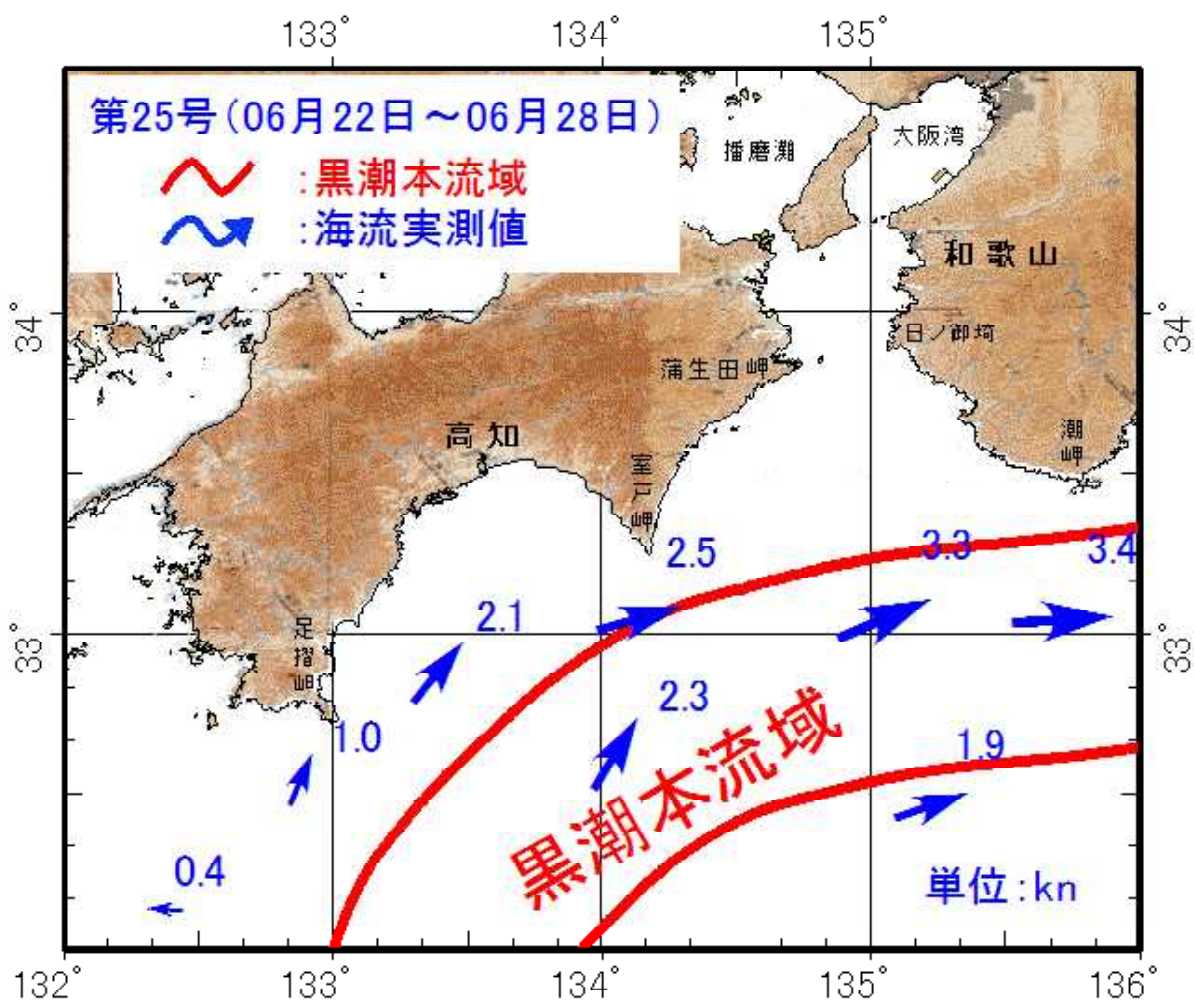 133° 134° 135°
第25号(06月22日～06月28日)
:黒潮本流域
:海流実測値
播磨灘
大阪湾
和歌山
34° 34°
日ノ御埼
蒲生田岬
高知
室戸岬
潮岬
2.5
3.3
3.4
2.1
足摺岬
33° 33°
2.3
1.0
1.9
黒潮本流域
0.4
単位:kn
132° 133° 134° 135° 136°